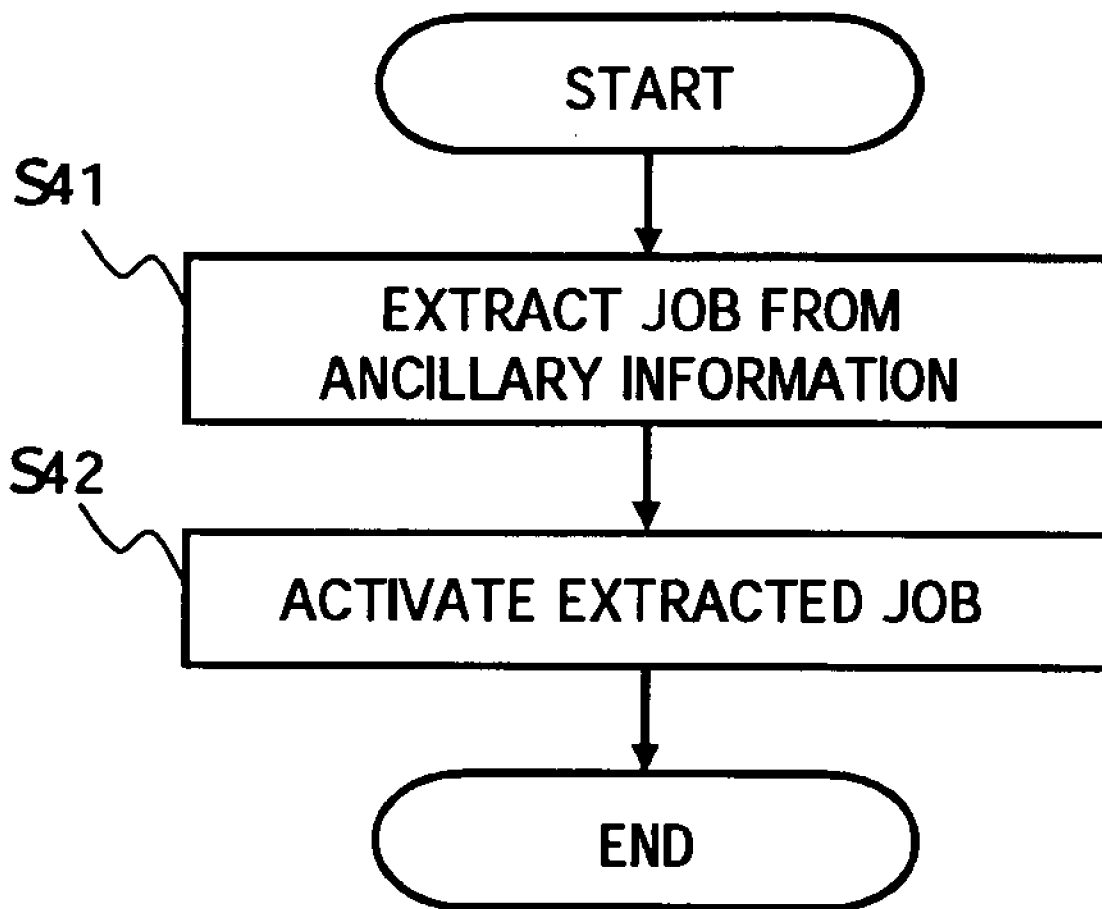 START
S41
EXTRACT JOB FROM
ANCILLARY INFORMATION
S42
ACTIVATE EXTRACTED JOB
END